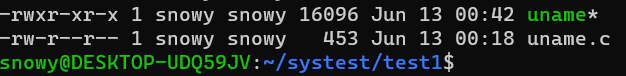 -rwxr-xr-x 1 snowy snowy 16096 Jun 13 00:42 uname*
-rw-r--r-- 1 snowy snowy   453 Jun 13 00:18 uname.c
snowy@DESKTOP-UDQ59JV:~/systest/test1$